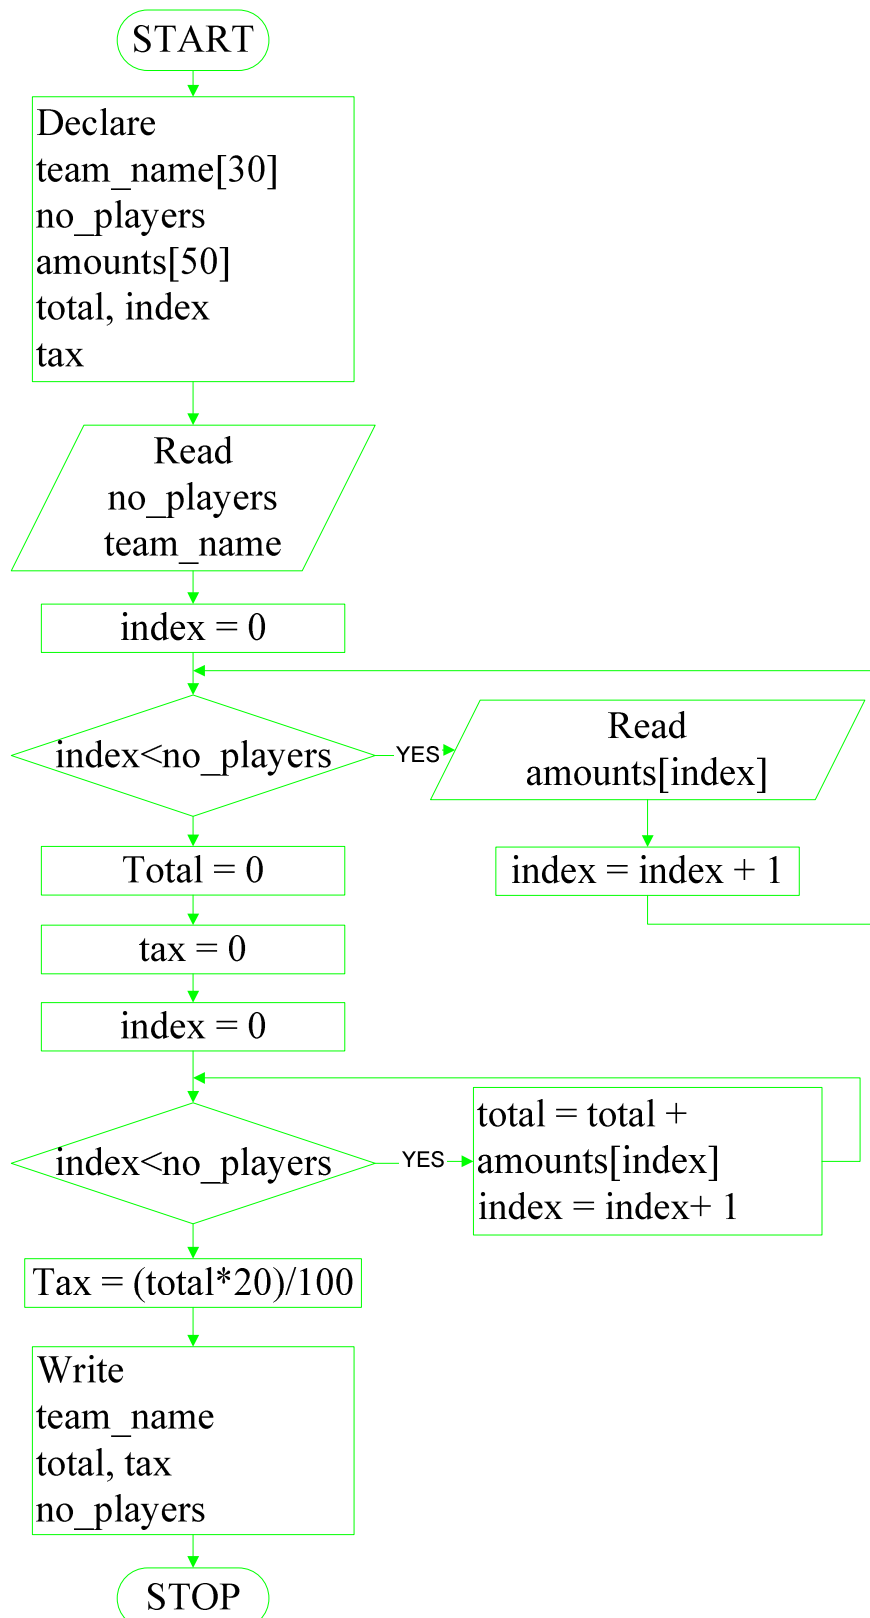 START
Declare
team_name[30]
no_players
amounts[50]
total, index
tax
Read
no_players
team_name
index = 0
index<no_players
YES
Read
amounts[index]
index = index + 1
Total = 0
tax = 0
index = 0
index<no_players
YES
total = total +
amounts[index]
index = index+ 1
Tax = (total*20)/100
Write
team_name
total, tax
no_players
STOP